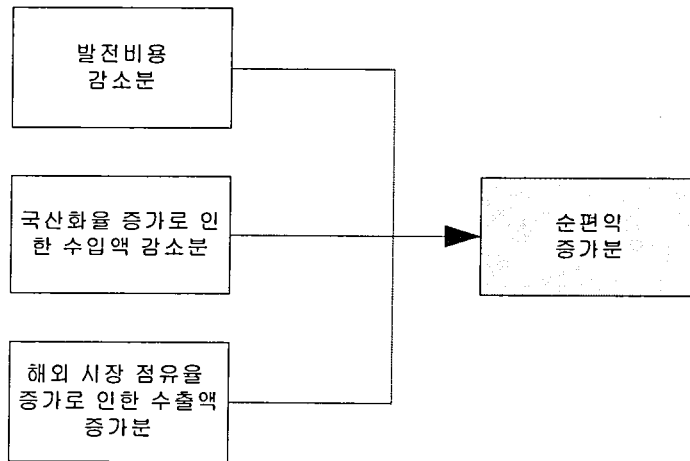 발전비용
감소분
국산화율 증가로 인
한 수입액 감소분
순편익
증가분
해외 시장 점유율
증가로 인한 수출액
증가분